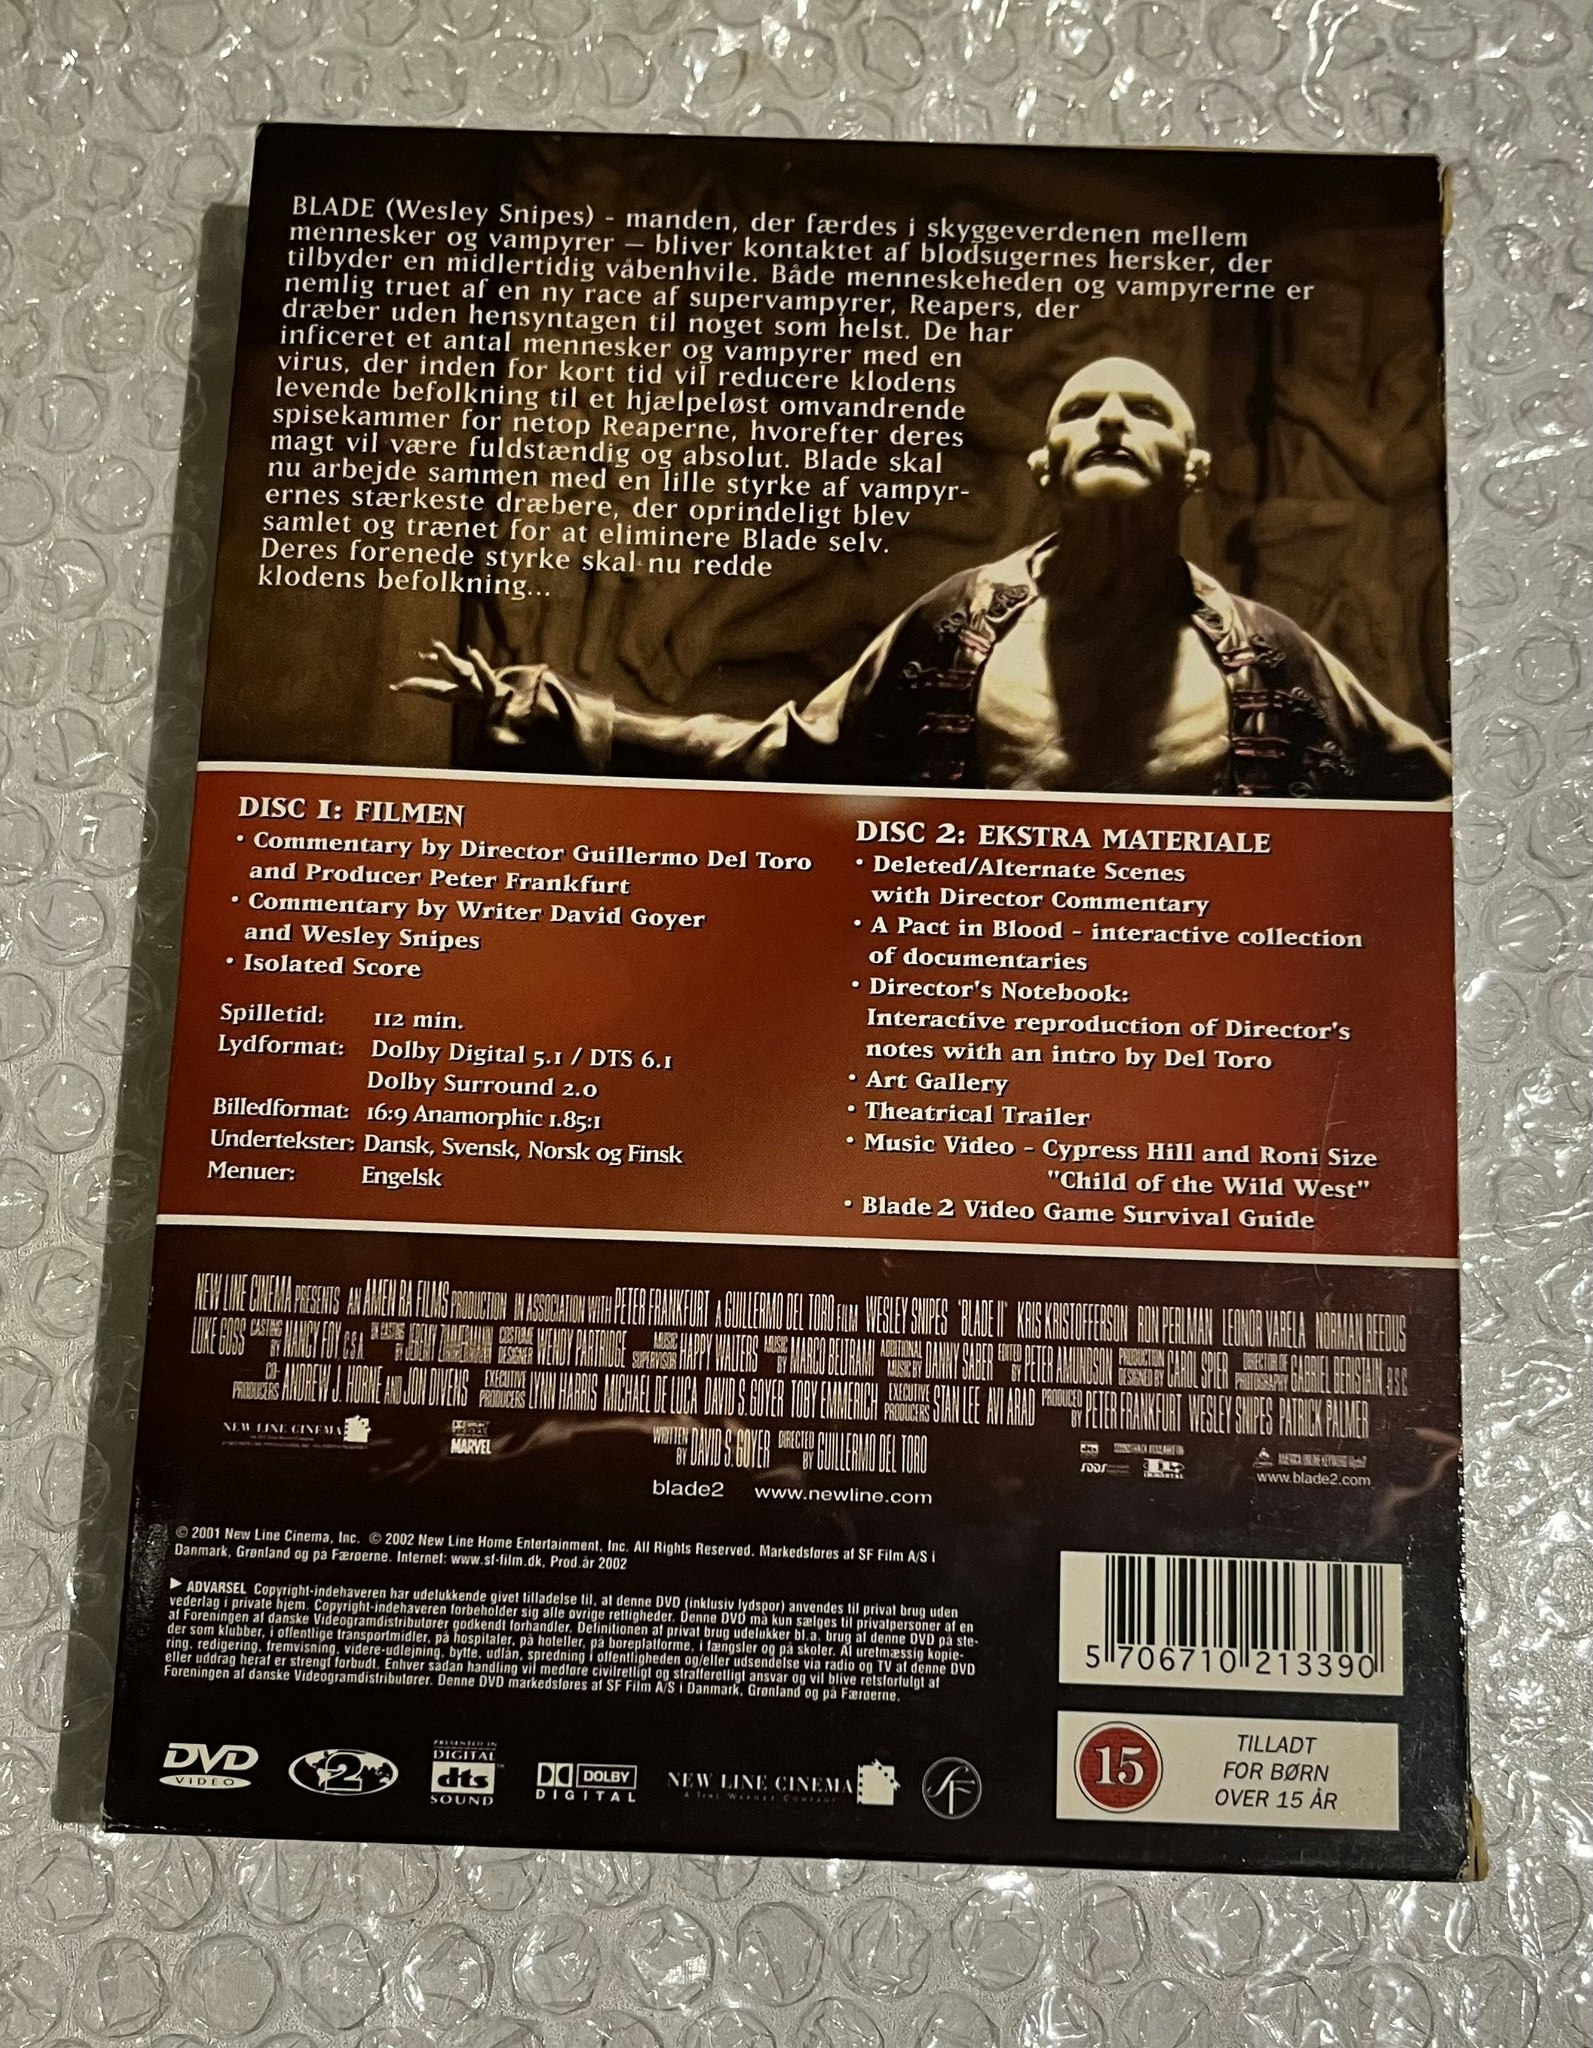 BLADE (Wesley Snipes) - manden, der færdes i skyggeverdenen mellem
mennesker og vampyrer – bliver kontaktet af blodsugernes hersker, der
tilbyder en midlertidig våbenhvile. Både menneskeheden og vampyrerne er
nemlig truet af en ny race af supervampyrer, Reapers, der
dræber uden hensyntagen til noget som helst. De har
inficeret et antal mennesker og vampyrer med en
virus, der inden for kort tid vil reducere klodens
levende befolkning til et hjælpeløst omvandrende
spisekammer for netop Reaperne, hvorefter deres
magt vil være fuldstændig og absolut. Blade skal
nu arbejde sammen med en lille styrke af vampyr-
ernes stærkeste dræbere, der oprindeligt blev
samlet og trænet for at eliminere Blade selv.
Deres forenede styrke skal nu redde
klodens befolkning...
DISC 1: FILMEN
• Commentary by Director Guillermo Del Toro
and Producer Peter Frankfurt
• Commentary by Writer David Goyer
and Wesley Snipes
• Isolated Score
Spilletid: 112 min.
Lydformat: Dolby Digital 5.1 / DTS 6.1
Dolby Surround 2.0
Billedformat: 16:9 Anamorphic 1.85:1
Undertekster: Dansk, Svensk, Norsk og Finsk
Menuer: Engelsk
DISC 2: EKSTRA MATERIALE
• Deleted/Alternate Scenes
with Director Commentary
• A Pact in Blood - interactive collection
of documentaries
• Director's Notebook:
Interactive reproduction of Director's
notes with an intro by Del Toro
• Art Gallery
• Theatrical Trailer
• Music Video - Cypress Hill and Roni Size
"Child of the Wild West"
• Blade 2 Video Game Survival Guide
NEW LINE CINEMA PRESENTS AN AMEN RA FILMS PRODUCTION IN ASSOCIATION WITH PETER FRANKFURT A GUILLERMO DEL TORO FILM WESLEY SNIPES "BLADE II" KRIS KRISTOFFERSON RON PERLMAN LEONOR VARELA NORMAN REEDUS
LUKE GOSS CASTING BY NANCY FOY, C.S.A. UK CASTING BY JEREMY ZIMMERMANN COSTUME DESIGNER WENDY PARTRIDGE MUSIC SUPERVISOR HAPPY WALTERS MUSIC BY MARCO BELTRAMI ADDITIONAL MUSIC BY DANNY SABER EDITED BY PETER AMUNDSON PRODUCTION DESIGNED BY CAROL SPIER DIRECTOR OF PHOTOGRAPHY GABRIEL BERISTAIN, B.S.C.
CO-PRODUCERS ANDREW J. HORNE AND JON DIVENS EXECUTIVE PRODUCERS LYNN HARRIS MICHAEL DE LUCA DAVID S. GOYER TOBY EMMERICH EXECUTIVE PRODUCERS STAN LEE AVI ARAD PRODUCED BY PETER FRANKFURT WESLEY SNIPES PATRICK PALMER
WRITTEN BY DAVID S. GOYER DIRECTED BY GUILLERMO DEL TORO
NEW LINE CINEMA
MARVEL
dts SOUNDTRACK AVAILABLE ON
SDDS IMMORTAL
www.blade2.com
blade2 www.newline.com
© 2001 New Line Cinema, Inc. © 2002 New Line Home Entertainment, Inc. All Rights Reserved. Markedsføres af SF Film A/S i
Danmark, Grønland og på Færøerne. Internet: www.sf-film.dk, Prod.år 2002
► ADVARSEL Copyright-indehaveren har udelukkende givet tilladelse til, at denne DVD (inklusiv lydspor) anvendes til privat brug uden
vederlag i private hjem. Copyright-indehaveren forbeholder sig alle øvrige rettigheder. Denne DVD må kun sælges til privatpersoner af en
af Foreningen af danske Videogramdistributører godkendt forhandler. Definitionen af privat brug udelukker bl.a. brug af denne DVD på ste-
der som klubber, i offentlige transportmidler, på hospitaler, på hoteller, på boreplatforme, i fængsler og på skoler. Al uretmæssig kopie-
ring, redigering, fremvisning, videre-udlejning, bytte, udlån, spredning i offentligheden og/eller udsendelse via radio og TV af denne DVD
eller uddrag heraf er strengt forbudt. Enhver sådan handling vil medføre civilretligt og strafferetligt ansvar og vil blive retsforfulgt af
Foreningen af danske Videogramdistributører. Denne DVD markedsføres af SF Film A/S i Danmark, Grønland og på Færøerne.
5 706710 213390
DVD
VIDEO
2
PRESENTED IN
DIGITAL
dts
SOUND
DOLBY
DIGITAL
NEW LINE CINEMA
A Time Warner Company
SF
15
TILLADT
FOR BØRN
OVER 15 ÅR